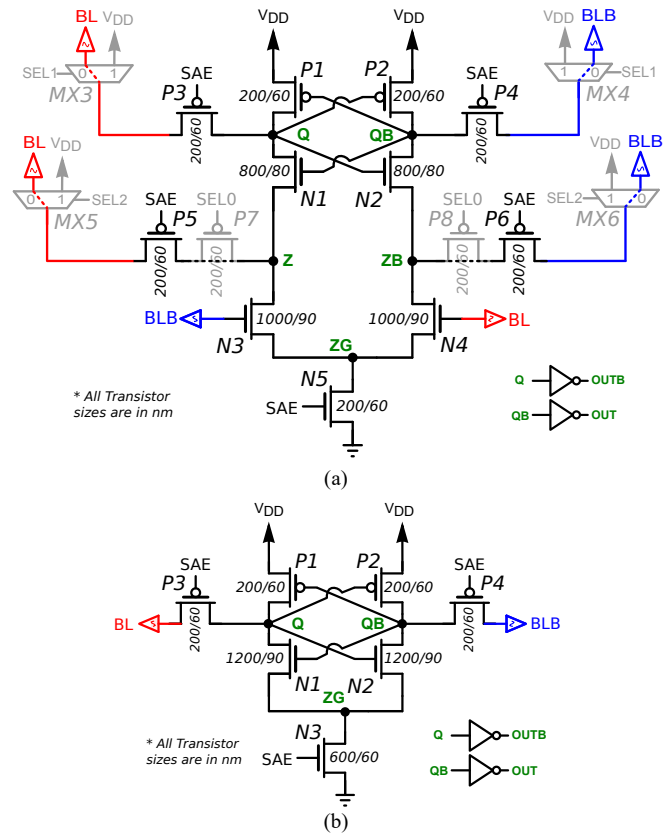 BL VDD VDD VDD VDD BLB
SEL1 0 1 MX3 P3 SAE 200/60
P1 200/60 P2 200/60
SAE P4 200/60 1 0 SEL1 MX4
Q QB
BL VDD VDD BLB
0 1 SEL2 MX5
N1 800/80 N2 800/80
SEL2 1 0 MX6
SAE P5 200/60 SEL0 P7 200/60
SEL0 P8 200/60 SAE P6 200/60
Z ZB
BLB N3 1000/90 1000/90 N4 BL
ZG
N5 SAE 200/60
* All Transistor
sizes are in nm
Q OUTB
QB OUT
(a)
VDD VDD
P1 200/60 P2 200/60
BL P3 SAE 200/60
SAE P4 200/60 BLB
Q QB
N1 1200/90 N2 1200/90
ZG
N3 SAE 600/60
* All Transistor
sizes are in nm
Q OUTB
QB OUT
(b)